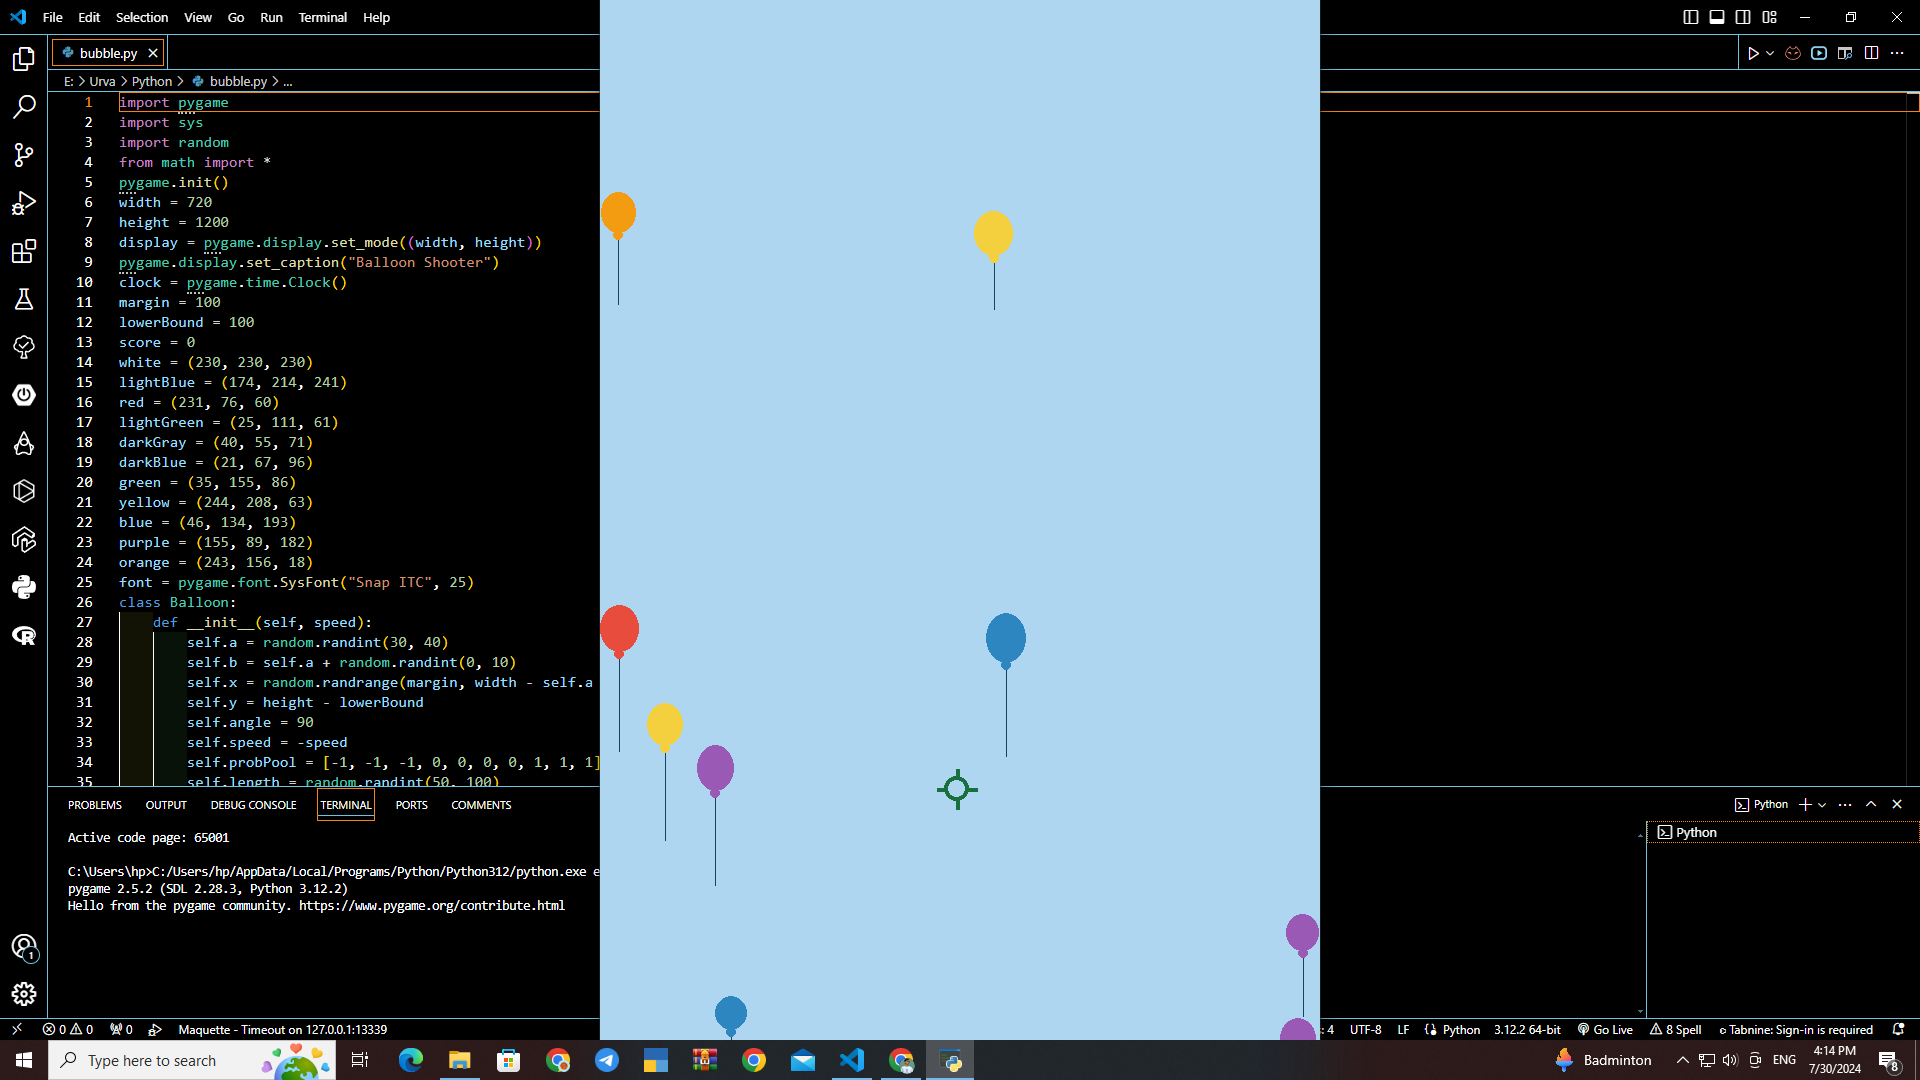 File Edit Selection View Go Run Terminal Help
bubble.py
E: > Urva > Python > bubble.py > ...
1 import pygame
2 import sys
3 import random
4 from math import *
5 pygame.init()
6 width = 720
7 height = 1200
8 display = pygame.display.set_mode((width, height))
9 pygame.display.set_caption("Balloon Shooter")
10 clock = pygame.time.Clock()
11 margin = 100
12 lowerBound = 100
13 score = 0
14 white = (230, 230, 230)
15 lightBlue = (174, 214, 241)
16 red = (231, 76, 60)
17 lightGreen = (25, 111, 61)
18 darkGray = (40, 55, 71)
19 darkBlue = (21, 67, 96)
20 green = (35, 155, 86)
21 yellow = (244, 208, 63)
22 blue = (46, 134, 193)
23 purple = (155, 89, 182)
24 orange = (243, 156, 18)
25 font = pygame.font.SysFont("Snap ITC", 25)
26 class Balloon:
27 def __init__(self, speed):
28 self.a = random.randint(30, 40)
29 self.b = self.a + random.randint(0, 10)
30 self.x = random.randrange(margin, width - self.a
31 self.y = height - lowerBound
32 self.angle = 90
33 self.speed = -speed
34 self.probPool = [-1, -1, -1, 0, 0, 0, 0, 1, 1, 1]
35 self.length = random.randint(50, 100)
PROBLEMS OUTPUT DEBUG CONSOLE TERMINAL PORTS COMMENTS
Python
Python
Active code page: 65001
C:\Users\hp>C:/Users/hp/AppData/Local/Programs/Python/Python312/python.exe e
pygame 2.5.2 (SDL 2.28.3, Python 3.12.2)
Hello from the pygame community. https://www.pygame.org/contribute.html
1
0 0 0 Maquette - Timeout on 127.0.0.1:13339 : 4 UTF-8 LF Python 3.12.2 64-bit Go Live 8 Spell Tabnine: Sign-in is required
Type here to search Badminton ENG 4:14 PM
7/30/2024 8